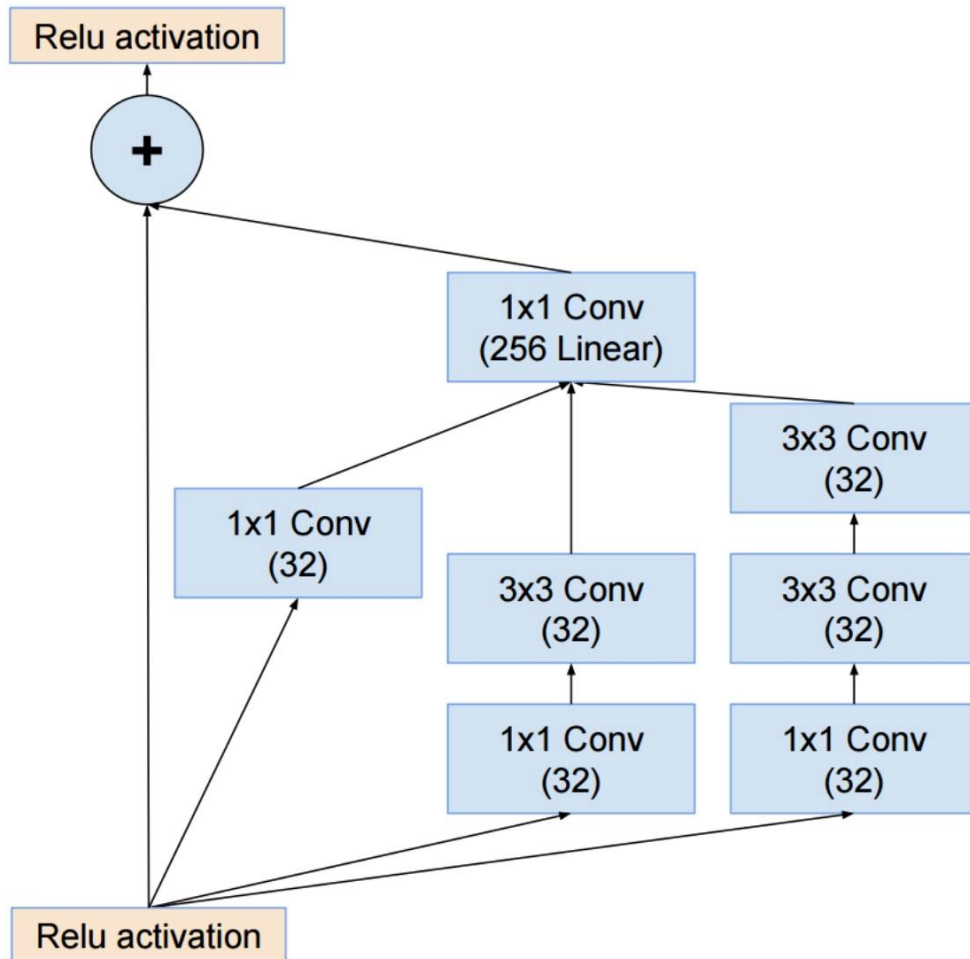 Relu activation
+
1x1 Conv
(256 Linear)
3x3 Conv
(32)
1x1 Conv
(32)
3x3 Conv
(32)
3x3 Conv
(32)
1x1 Conv
(32)
1x1 Conv
(32)
Relu activation